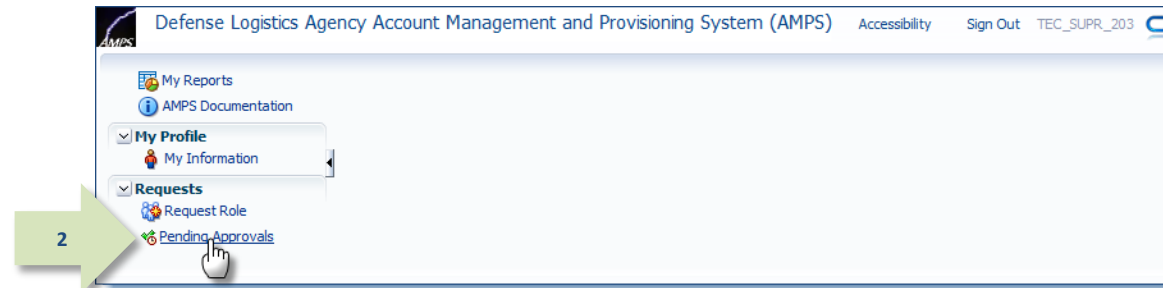 AMPS
Defense Logistics Agency Account Management and Provisioning System (AMPS) Accessibility Sign Out TEC_SUPR_203
My Reports
AMPS Documentation
My Profile
My Information
Requests
Request Role
2 Pending Approvals